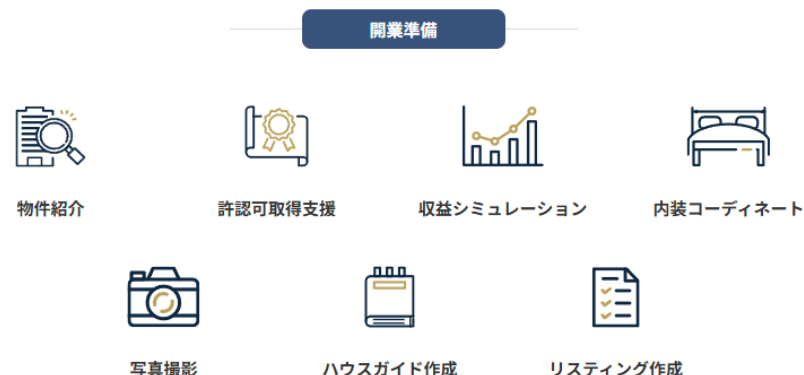 開業準備
物件紹介
許認可取得支援
収益シミュレーション
内装コーディネート
写真撮影
ハウスガイド作成
リスティング作成